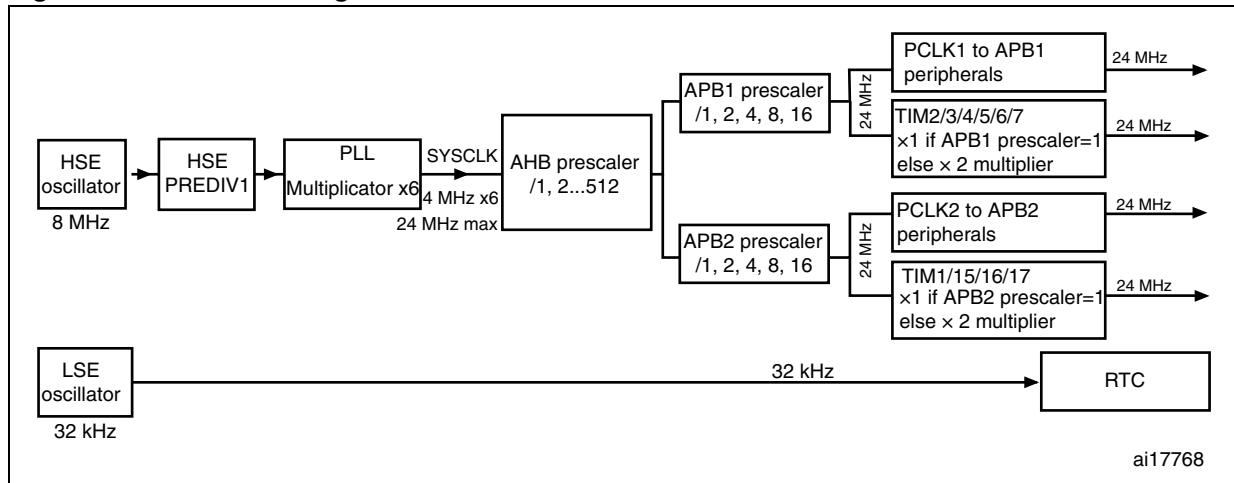 HSE
oscillator
8 MHz
HSE
PREDIV1
PLL
Multiplicator x6
SYSCLK
4 MHz x6
24 MHz max
AHB prescaler
/1, 2...512
APB1 prescaler
/1, 2, 4, 8, 16
24 MHz
PCLK1 to APB1
peripherals
24 MHz
TIM2/3/4/5/6/7
×1 if APB1 prescaler=1
else × 2 multiplier
24 MHz
APB2 prescaler
/1, 2, 4, 8, 16
24 MHz
PCLK2 to APB2
peripherals
24 MHz
TIM1/15/16/17
×1 if APB2 prescaler=1
else × 2 multiplier
24 MHz
LSE
oscillator
32 kHz
32 kHz
RTC
ai17768